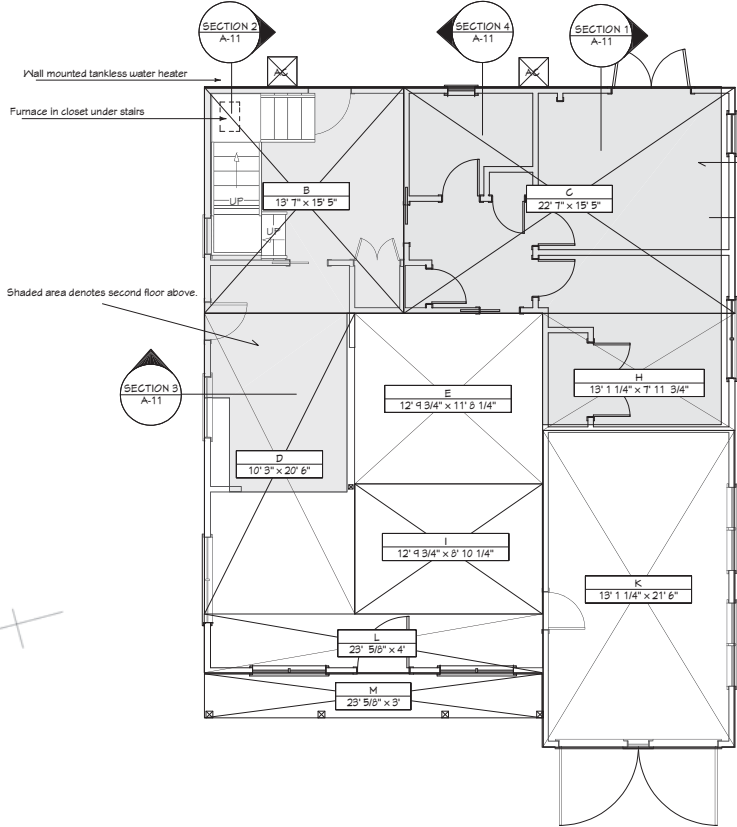 SECTION 2
A-11
SECTION 4
A-11
SECTION 1
A-11
Wall mounted tankless water heater
AC
AC
Furnace in closet under stairs
B
13' 7" x 15' 5"
C
22' 7" x 15' 5"
UP
UP
Shaded area denotes second floor above.
SECTION 3
A-11
E
12' 9 3/4" x 11' 8 1/4"
H
13' 1 1/4" x 7' 11 3/4"
D
10' 3" x 20' 6"
I
12' 9 3/4" x 8' 10 1/4"
K
13' 1 1/4" x 21' 6"
L
23' 5/8" x 4'
M
23' 5/8" x 3'